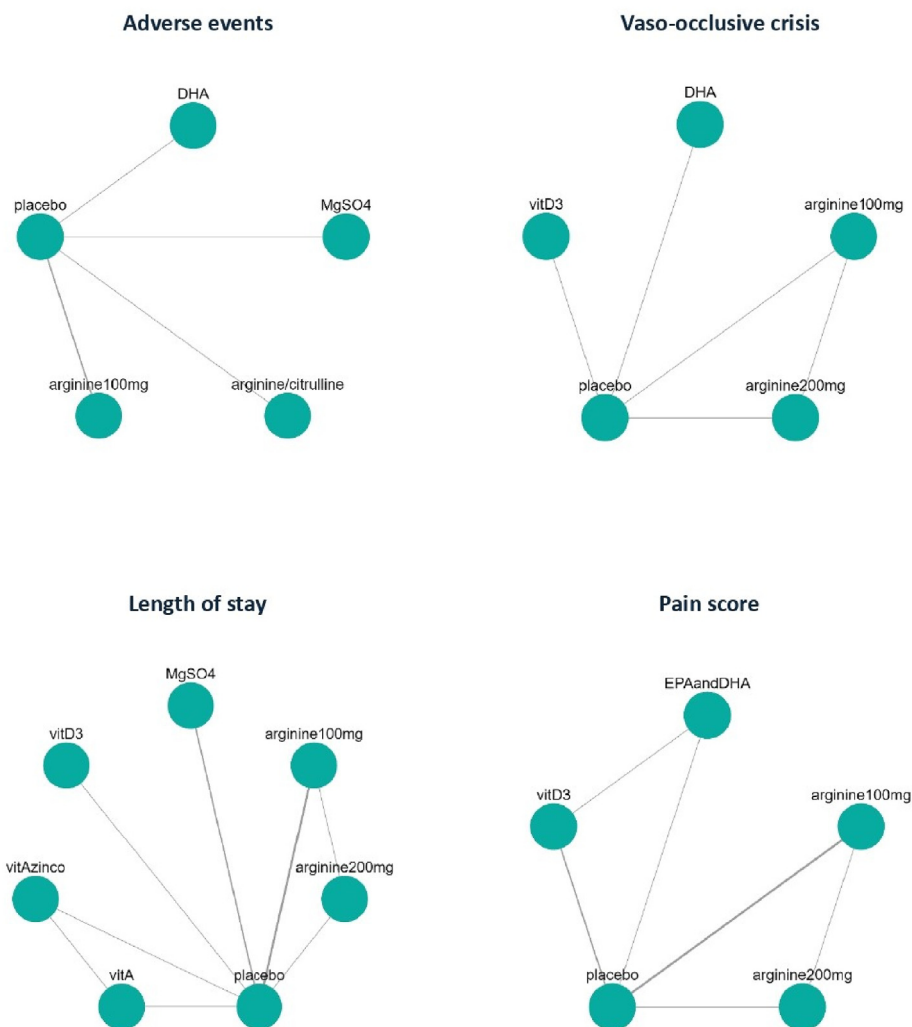 Adverse events
DHA
placebo
MgSO4
arginine100mg
arginine/citrulline
Vaso-occlusive crisis
DHA
vitD3
arginine100mg
placebo
arginine200mg
Length of stay
MgSO4
vitD3
arginine100mg
vitAzinco
arginine200mg
vitA
placebo
Pain score
EPAandDHA
vitD3
arginine100mg
placebo
arginine200mg